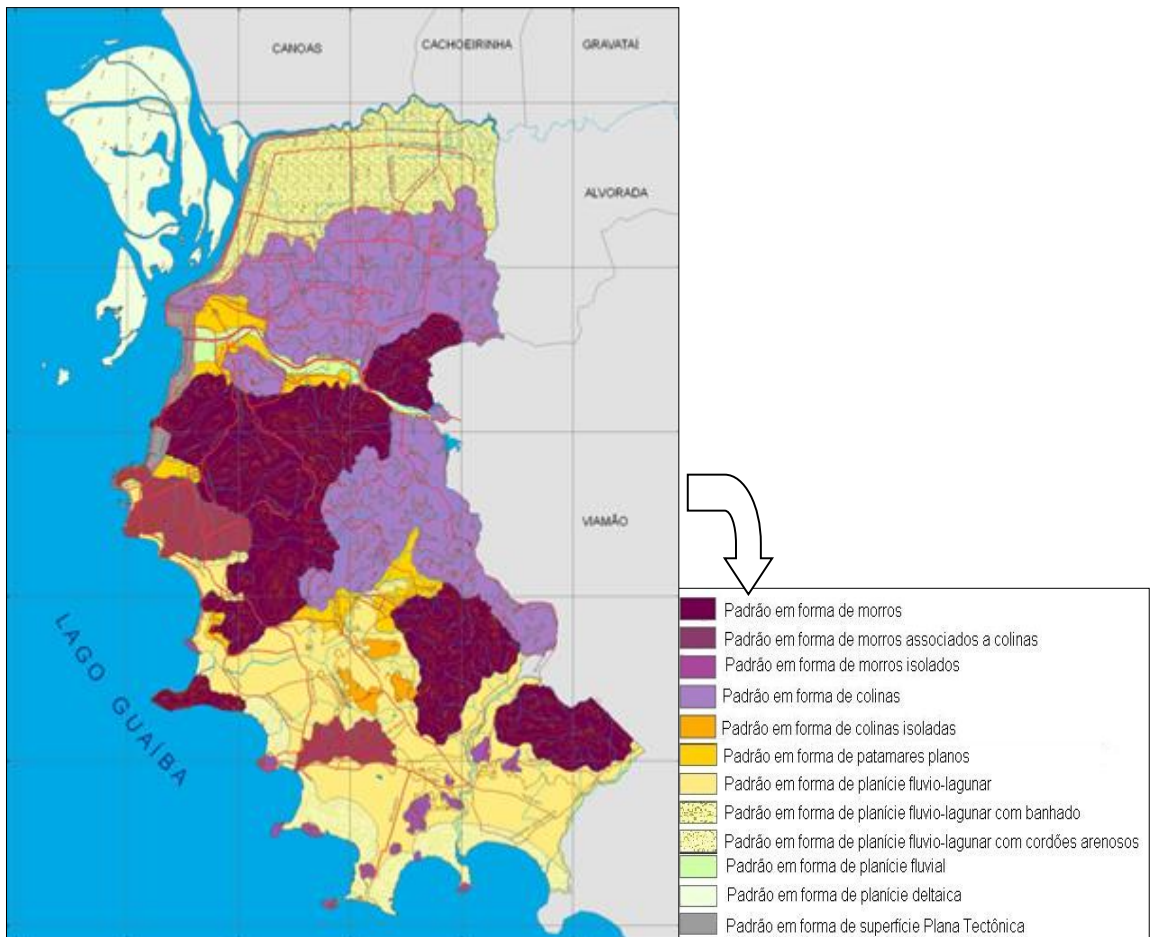 CANOAS
CACHOEIRINHA
GRAVATAÍ
ALVORADA
VIAMÃO
LAGO GUAÍBA
Padrão em forma de morros
Padrão em forma de morros associados a colinas
Padrão em forma de morros isolados
Padrão em forma de colinas
Padrão em forma de colinas isoladas
Padrão em forma de patamares planos
Padrão em forma de planície fluvio-lagunar
Padrão em forma de planície fluvio-lagunar com banhado
Padrão em forma de planície fluvio-lagunar com cordões arenosos
Padrão em forma de planície fluvial
Padrão em forma de planície deltaica
Padrão em forma de superfície Plana Tectônica